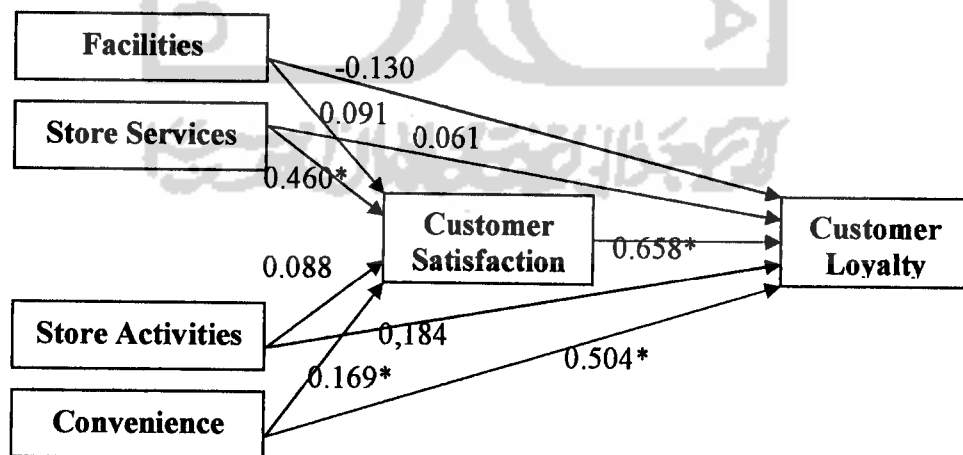 Facilities
-0.130
0.091
Store Services
0.061
0.460*
Customer
Satisfaction
0.658*
Customer
Loyalty
0.088
Store Activities
0,184
0.504*
0.169*
Convenience